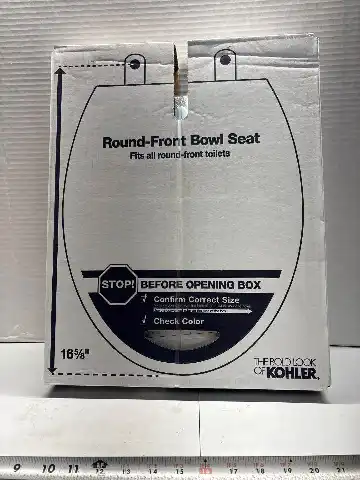 Round-Front Bowl Seat
Fits all round-front toilets
STOP! BEFORE OPENING BOX
Confirm Correct Size
Check Color
16⅝"
THE BOLD LOOK
OF KOHLER
9 10 11 12 13 14 15 16 17 18 19 20 21